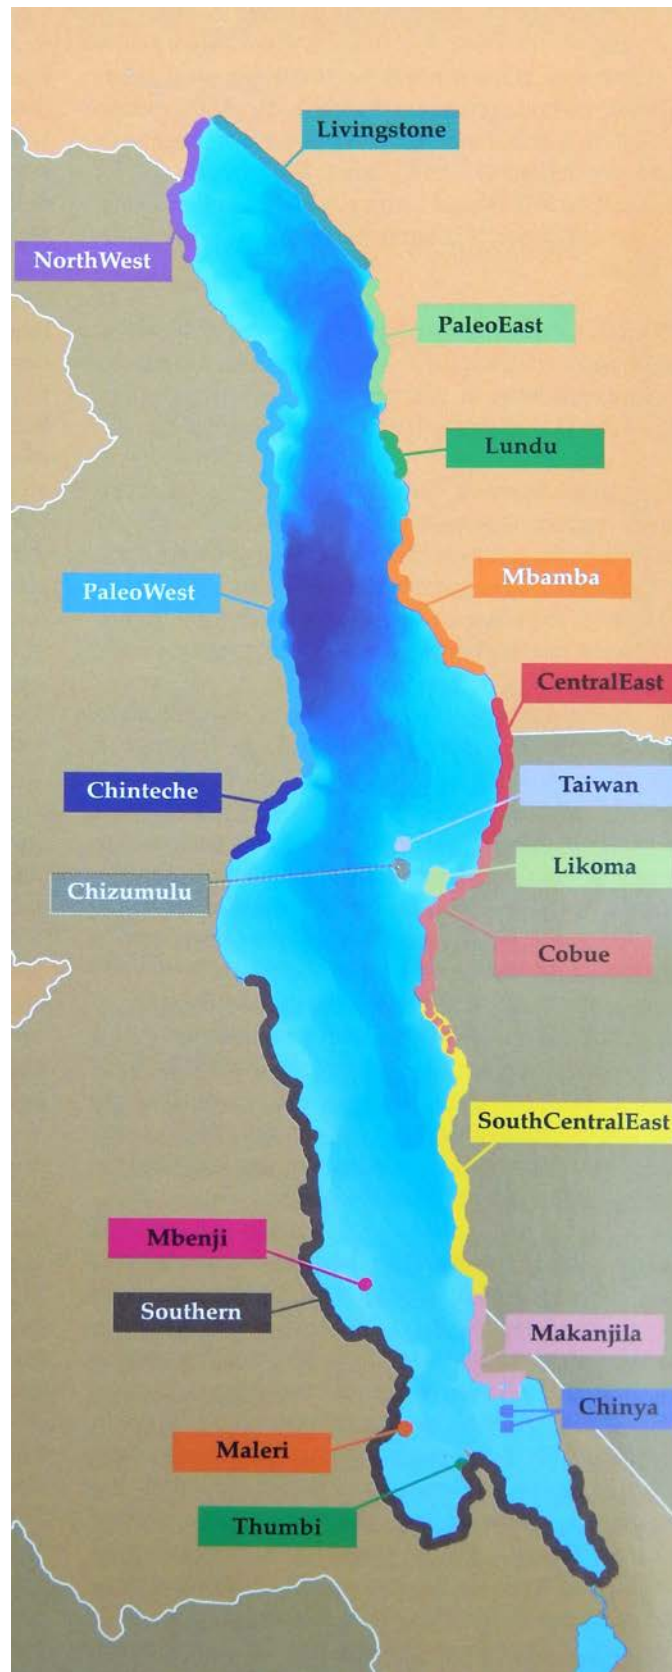 Livingstone
NorthWest
PaleoEast
Lundu
Mbamba
PaleoWest
CentralEast
Taiwan
Chinteche
Likoma
Chizumulu
Cobue
SouthCentralEast
Mbenji
Southern
Makanjila
Chinya
Maleri
Thumbi